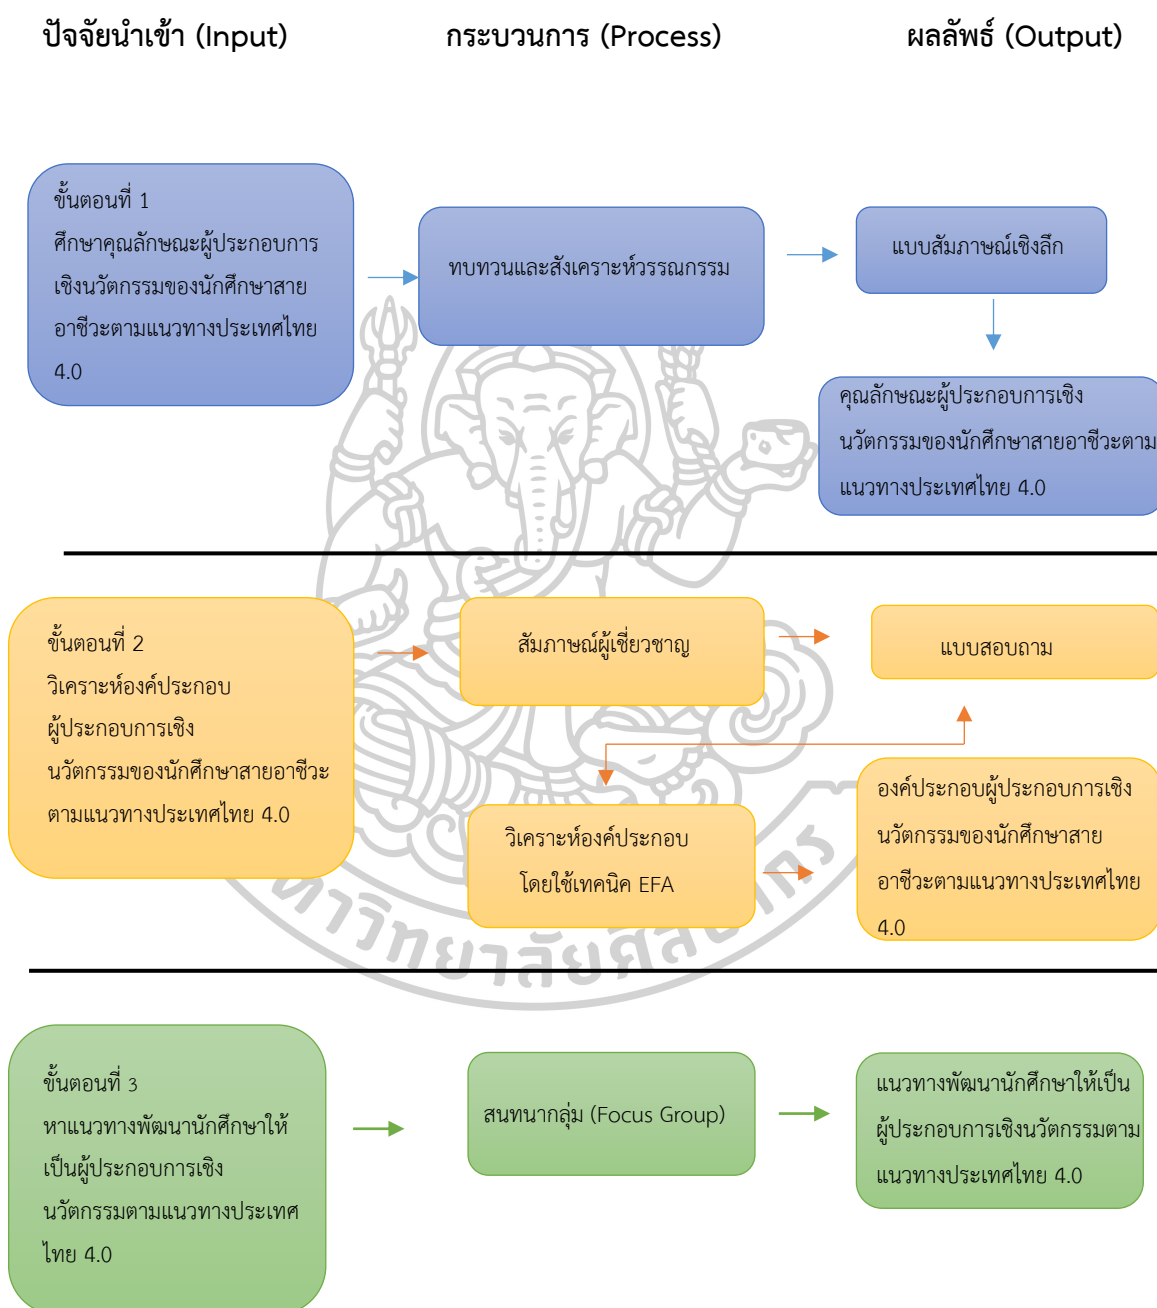 ปัจจัยนำเข้า (Input)
กระบวนการ (Process)
ผลลัพธ์ (Output)
ขั้นตอนที่ 1
ศึกษาคุณลักษณะผู้ประกอบการ
เชิงนวัตกรรมของนักศึกษาสาย
อาชีวะตามแนวทางประเทศไทย
4.0
ทบทวนและสังเคราะห์วรรณกรรม
แบบสัมภาษณ์เชิงลึก
คุณลักษณะผู้ประกอบการเชิง
นวัตกรรมของนักศึกษาสายอาชีวะตาม
แนวทางประเทศไทย 4.0
ขั้นตอนที่ 2
วิเคราะห์องค์ประกอบ
ผู้ประกอบการเชิง
นวัตกรรมของนักศึกษาสายอาชีวะ
ตามแนวทางประเทศไทย 4.0
สัมภาษณ์ผู้เชี่ยวชาญ
แบบสอบถาม
วิเคราะห์องค์ประกอบ
โดยใช้เทคนิค EFA
องค์ประกอบผู้ประกอบการเชิง
นวัตกรรมของนักศึกษาสาย
อาชีวะตามแนวทางประเทศไทย
4.0
ขั้นตอนที่ 3
หาแนวทางพัฒนานักศึกษาให้
เป็นผู้ประกอบการเชิง
นวัตกรรมตามแนวทางประเทศ
ไทย 4.0
สนทนากลุ่ม (Focus Group)
แนวทางพัฒนานักศึกษาให้เป็น
ผู้ประกอบการเชิงนวัตกรรมตาม
แนวทางประเทศไทย 4.0